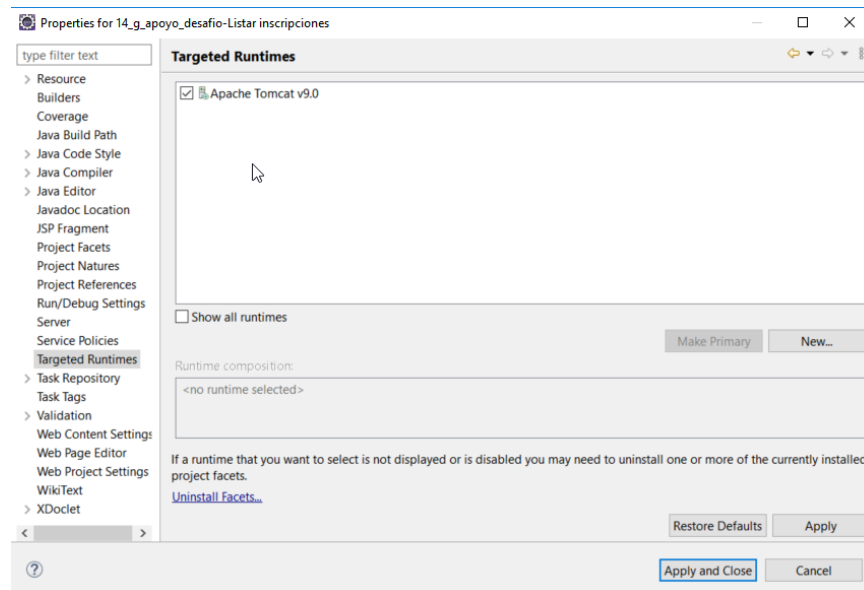 Properties for 14_g_apoyo_desafio-Listar inscripciones
type filter text
Resource
Builders
Coverage
Java Build Path
Java Code Style
Java Compiler
Java Editor
Javadoc Location
JSP Fragment
Project Facets
Project Natures
Project References
Run/Debug Settings
Server
Service Policies
Targeted Runtimes
Task Repository
Task Tags
Validation
Web Content Settings
Web Page Editor
Web Project Settings
WikiText
XDoclet
Targeted Runtimes
Apache Tomcat v9.0
Show all runtimes
Make Primary
New...
Runtime composition:
<no runtime selected>
If a runtime that you want to select is not displayed or is disabled you may need to uninstall one or more of the currently installed
project facets.
Uninstall Facets...
Restore Defaults
Apply
?
Apply and Close
Cancel